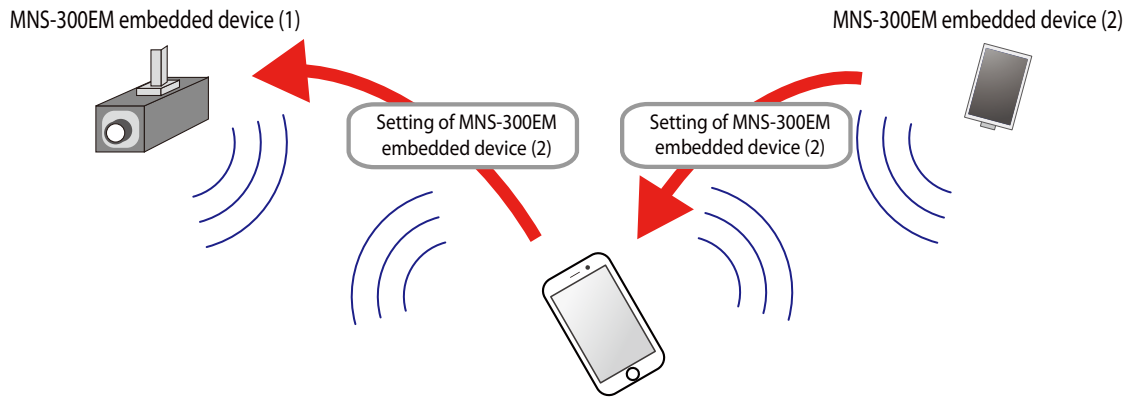 MNS-300EM embedded device (1)
MNS-300EM embedded device (2)
Setting of MNS-300EM
embedded device (2)
Setting of MNS-300EM
embedded device (2)